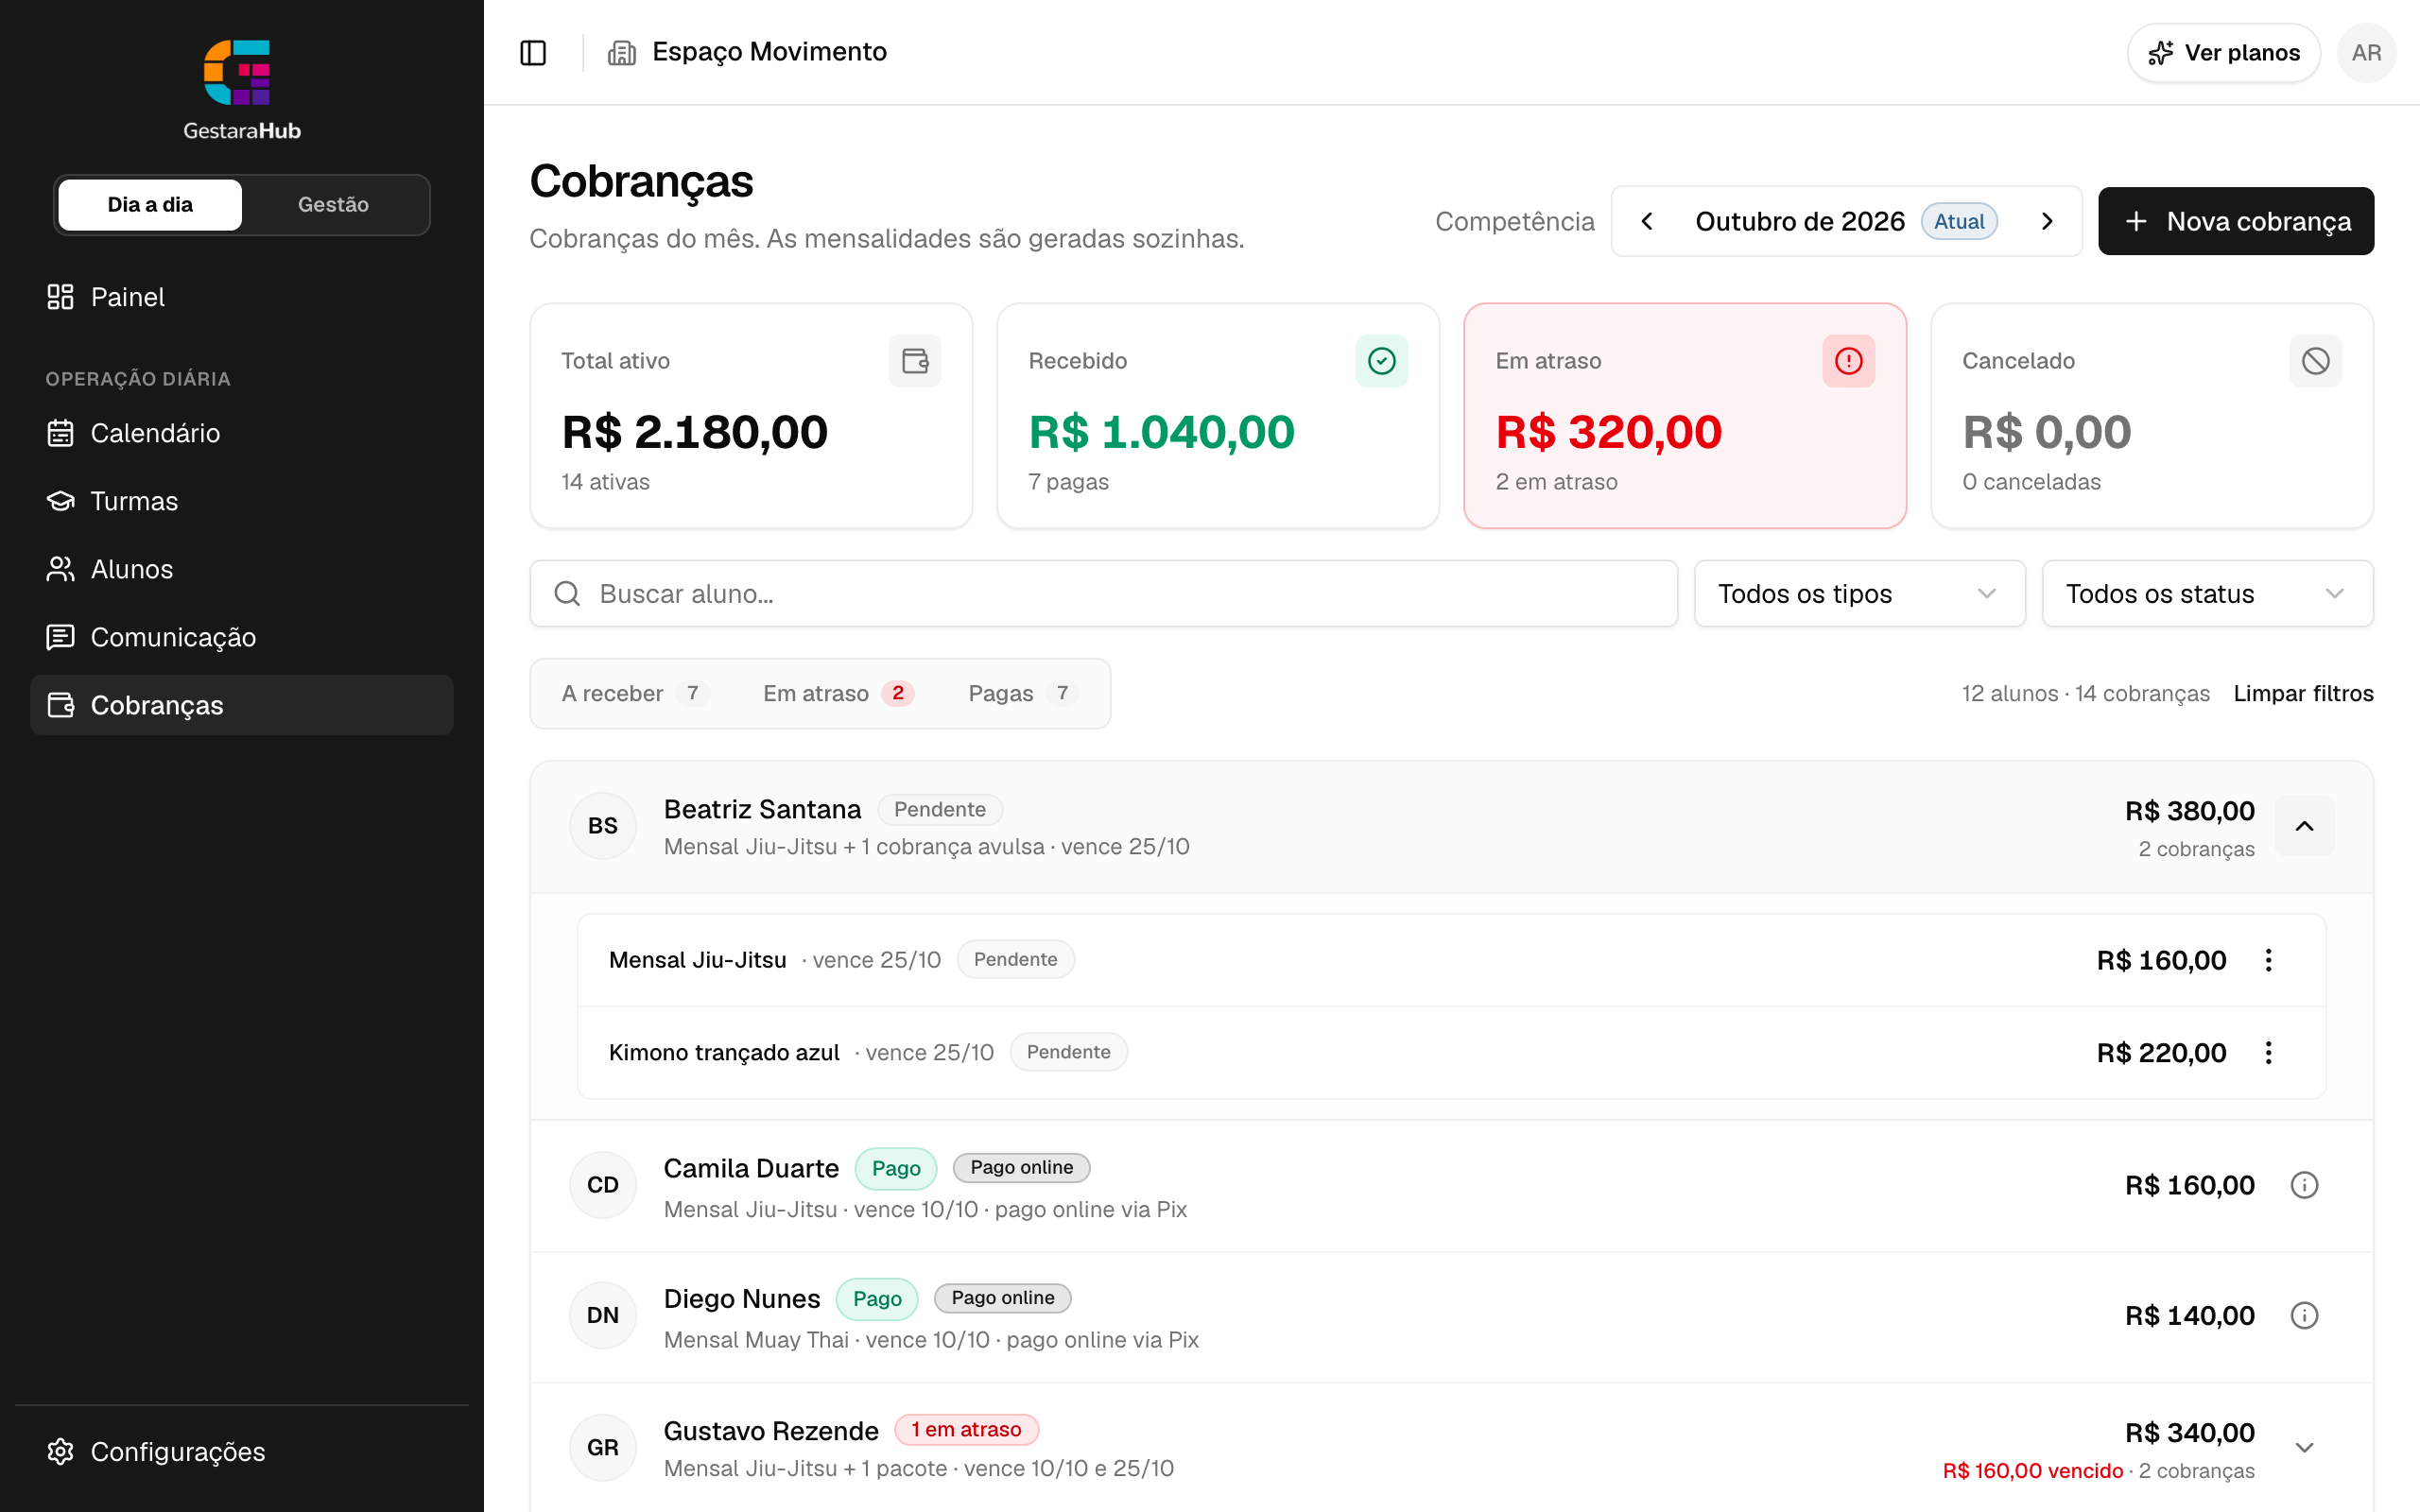 GestaraHub
Dia a dia
Gestão
Painel
OPERAÇÃO DIÁRIA
Calendário
Turmas
Alunos
Comunicação
Cobranças
Configurações
Espaço Movimento
Ver planos
AR
Cobranças
Cobranças do mês. As mensalidades são geradas sozinhas.
Competência
Outubro de 2026 Atual
+ Nova cobrança
Total ativo
R$ 2.180,00
14 ativas
Recebido
R$ 1.040,00
7 pagas
Em atraso
R$ 320,00
2 em atraso
Cancelado
R$ 0,00
0 canceladas
Buscar aluno...
Todos os tipos
Todos os status
A receber 7
Em atraso 2
Pagas 7
12 alunos · 14 cobranças
Limpar filtros
BS
Beatriz Santana Pendente
Mensal Jiu-Jitsu + 1 cobrança avulsa · vence 25/10
R$ 380,00
2 cobranças
Mensal Jiu-Jitsu · vence 25/10 Pendente
R$ 160,00
Kimono trançado azul · vence 25/10 Pendente
R$ 220,00
CD
Camila Duarte Pago Pago online
Mensal Jiu-Jitsu · vence 10/10 · pago online via Pix
R$ 160,00
DN
Diego Nunes Pago Pago online
Mensal Muay Thai · vence 10/10 · pago online via Pix
R$ 140,00
GR
Gustavo Rezende 1 em atraso
Mensal Jiu-Jitsu + 1 pacote · vence 10/10 e 25/10
R$ 340,00
R$ 160,00 vencido · 2 cobranças